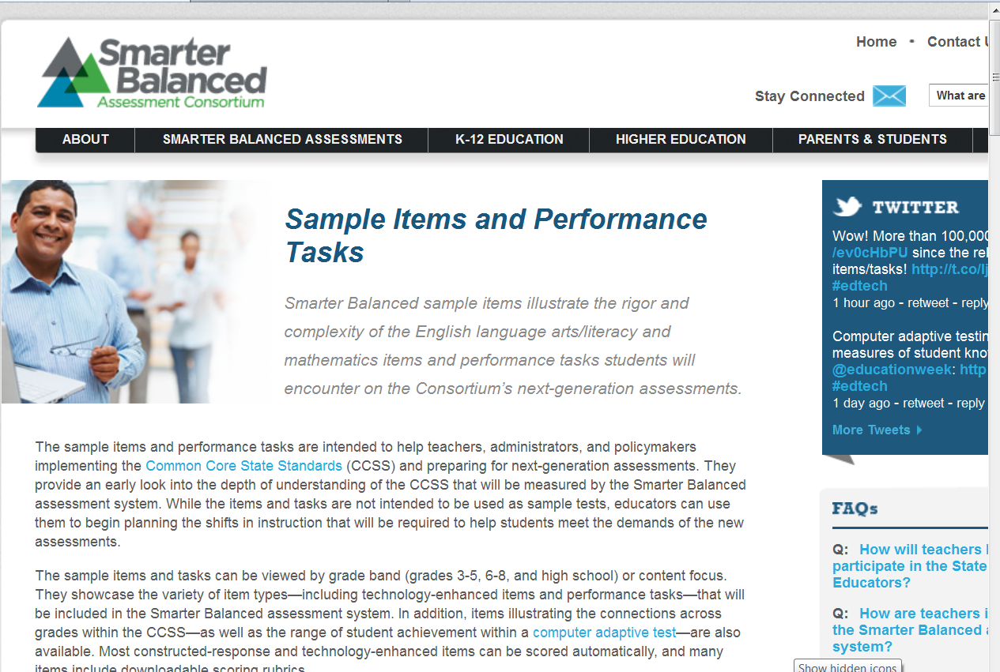 Smarter
Balanced
Assessment Consortium
Home • Contact
Stay Connected
What are
ABOUT
SMARTER BALANCED ASSESSMENTS
K-12 EDUCATION
HIGHER EDUCATION
PARENTS & STUDENTS
Sample Items and Performance
Tasks
Smarter Balanced sample items illustrate the rigor and
complexity of the English language arts/literacy and
mathematics items and performance tasks students will
encounter on the Consortium's next-generation assessments.
The sample items and performance tasks are intended to help teachers, administrators, and policymakers
implementing the Common Core State Standards (CCSS) and preparing for next-generation assessments. They
provide an early look into the depth of understanding of the CCSS that will be measured by the Smarter Balanced
assessment system. While the items and tasks are not intended to be used as sample tests, educators can use
them to begin planning the shifts in instruction that will be required to help students meet the demands of the new
assessments.
The sample items and tasks can be viewed by grade band (grades 3-5, 6-8, and high school) or content focus.
They showcase the variety of item types—including technology-enhanced items and performance tasks—that will
be included in the Smarter Balanced assessment system. In addition, items illustrating the connections across
grades within the CCSS—as well as the range of student achievement within a computer adaptive test—are also
available. Most constructed-response and technology-enhanced items can be scored automatically, and many
items include downloadable scoring rubrics.
TWITTER
Wow! More than 100,000
/ev0cHbPU since the
items/tasks! http://t.co/
#edtech
1 hour ago - retweet - reply
Computer adaptive
measures of student
@educationweek: http
#edtech
1 day ago - retweet - reply
More Tweets
FAQs
Q: How will teachers
participate in the State
Educators?
Q: How are teachers
the Smarter Balanced
system?
Show hidden icons